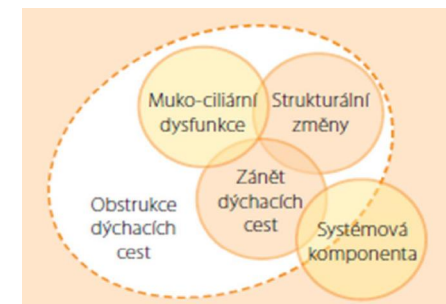 Muko-ciliární
dysfunkce
Strukturální
změny
Zánět
dýchacích
cest
Obstrukce
dýchacích
cest
Systémová
komponenta